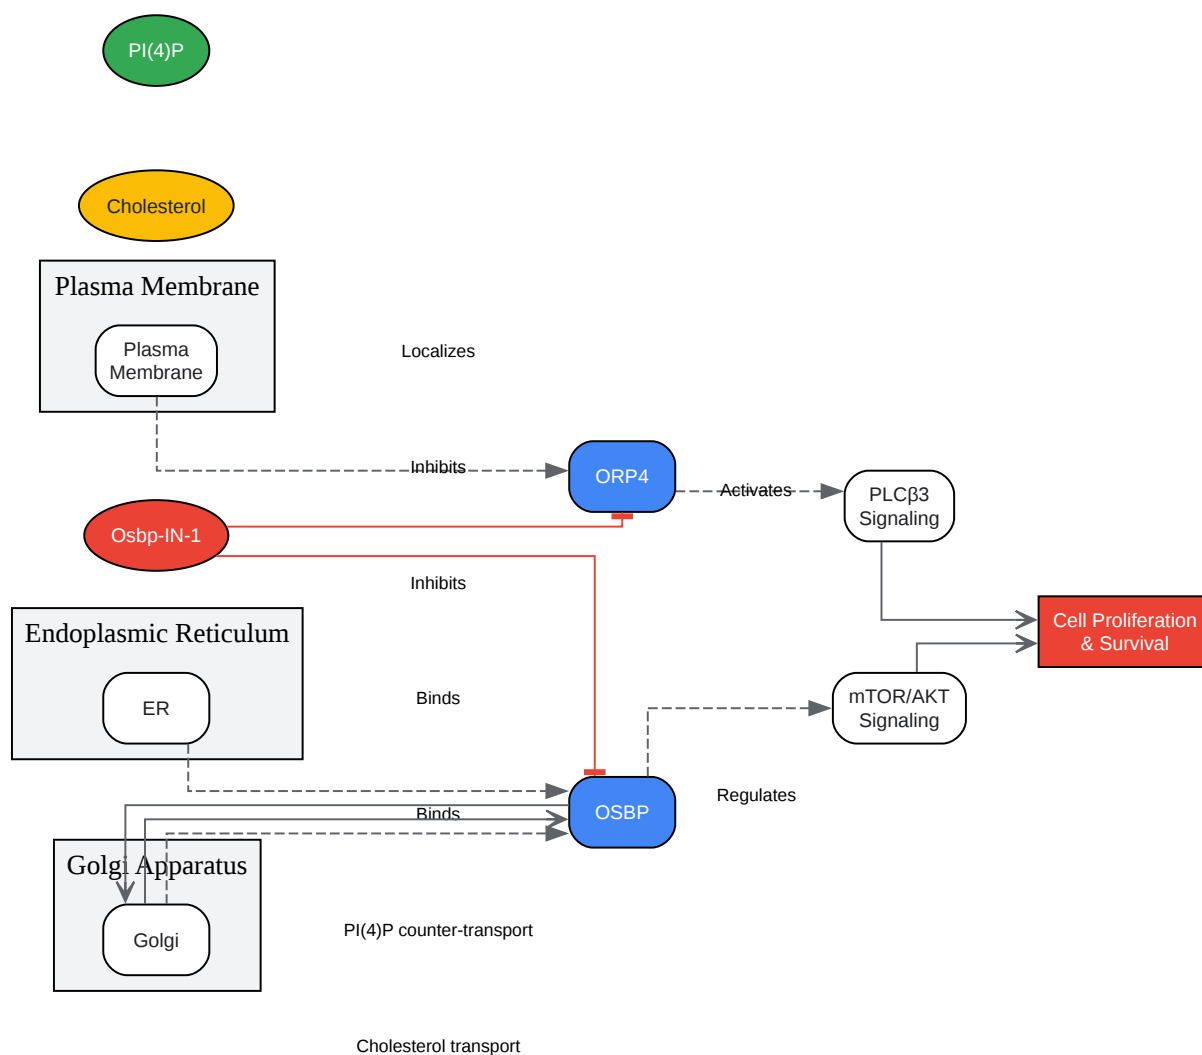 PI(4)P
Cholesterol
Plasma Membrane
Plasma
Membrane
Localizes
Inhibits
ORP4
Activates
PLCβ3
Signaling
Osbp-IN-1
Inhibits
Cell Proliferation
& Survival
Endoplasmic Reticulum
ER
Binds
mTOR/AKT
Signaling
Regulates
Binds
OSBP
Golgi Apparatus
Golgi
PI(4)P counter-transport
Cholesterol transport